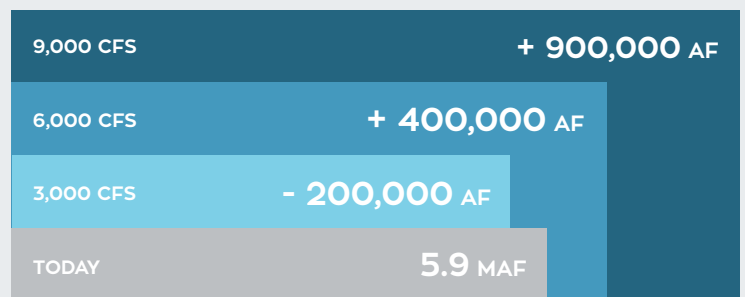 9,000 CFS + 900,000 AF
6,000 CFS + 400,000 AF
3,000 CFS - 200,000 AF
TODAY 5.9 MAF